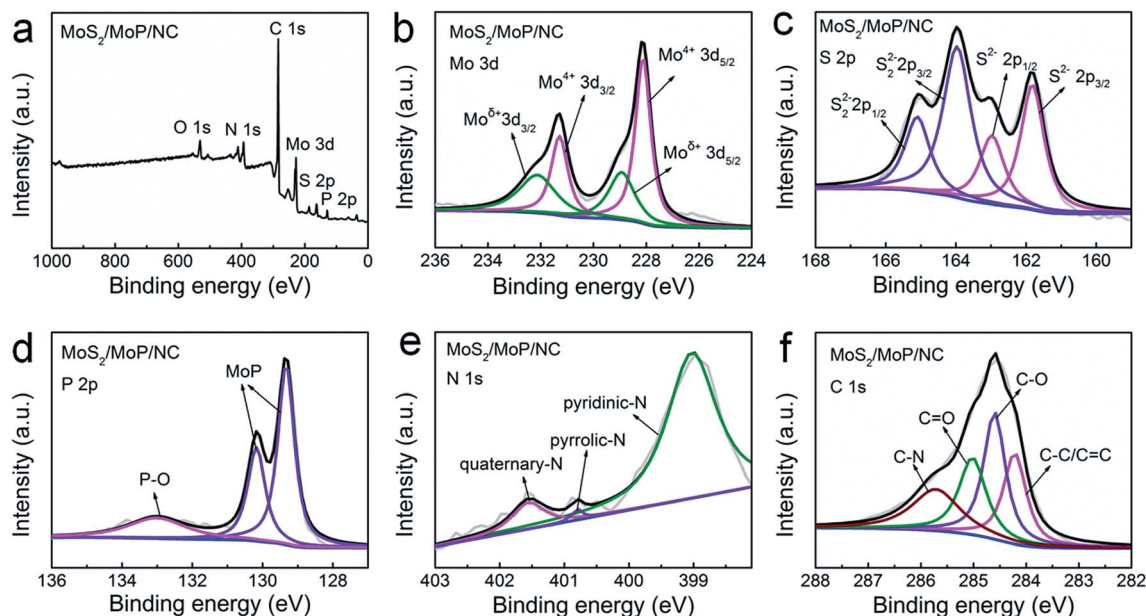 a
MoS₂/MoP/NC
C 1s
O 1s
N 1s
Mo 3d
S 2p
P 2p
Intensity (a.u.)
1000 800 600 400 200 0
Binding energy (eV)
b
MoS₂/MoP/NC
Mo 3d
Mo⁴⁺ 3d₅/₂
Mo⁴⁺ 3d₃/₂
Moᵟ⁺3d₃/₂
Moᵟ⁺ 3d₅/₂
Intensity (a.u.)
236 234 232 230 228 226 224
Binding energy (eV)
c
MoS₂/MoP/NC
S 2p
S₂²⁻2p₃/₂
S²⁻ 2p₁/₂
S²⁻ 2p₃/₂
S₂²⁻2p₁/₂
Intensity (a.u.)
168 166 164 162 160
Binding energy (eV)
d
MoS₂/MoP/NC
P 2p
MoP
P-O
Intensity (a.u.)
136 134 132 130 128
Binding energy (eV)
e
MoS₂/MoP/NC
N 1s
pyridinic-N
pyrrolic-N
quaternary-N
Intensity (a.u.)
403 402 401 400 399
Binding energy (eV)
f
MoS₂/MoP/NC
C 1s
C-O
C=O
C-N
C-C/C=C
Intensity (a.u.)
288 287 286 285 284 283 282
Binding energy (eV)